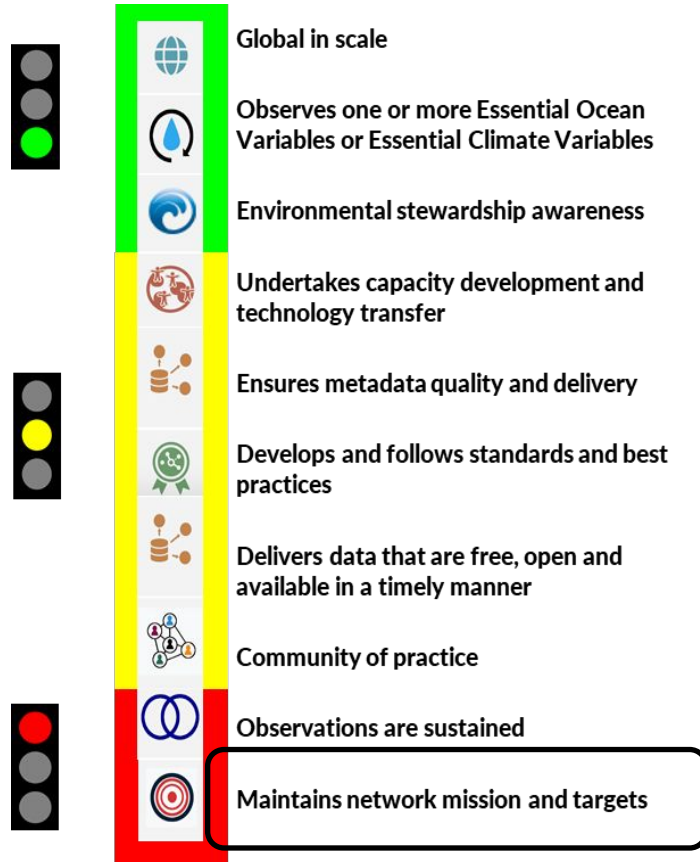 Global in scale
Observes one or more Essential Ocean
Variables or Essential Climate Variables
Environmental stewardship awareness
Undertakes capacity development and
technology transfer
Ensures metadata quality and delivery
Develops and follows standards and best
practices
Delivers data that are free, open and
available in a timely manner
Community of practice
Observations are sustained
Maintains network mission and targets